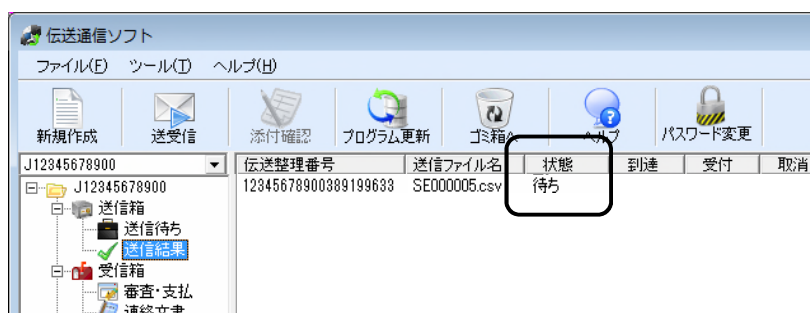 伝送通信ソフト
ファイル(F) ツール(T) ヘルプ(H)
新規作成 送受信 添付確認 プログラム更新 ゴミ箱へ ヘルプ パスワード変更
J12345678900 伝送整理番号 送信ファイル名 状態 到達 受付 取消
J12345678900 12345678900389199633 SE000005.csv 待ち
送信箱
送信待ち
送信結果
受信箱
審査・支払
連絡文書